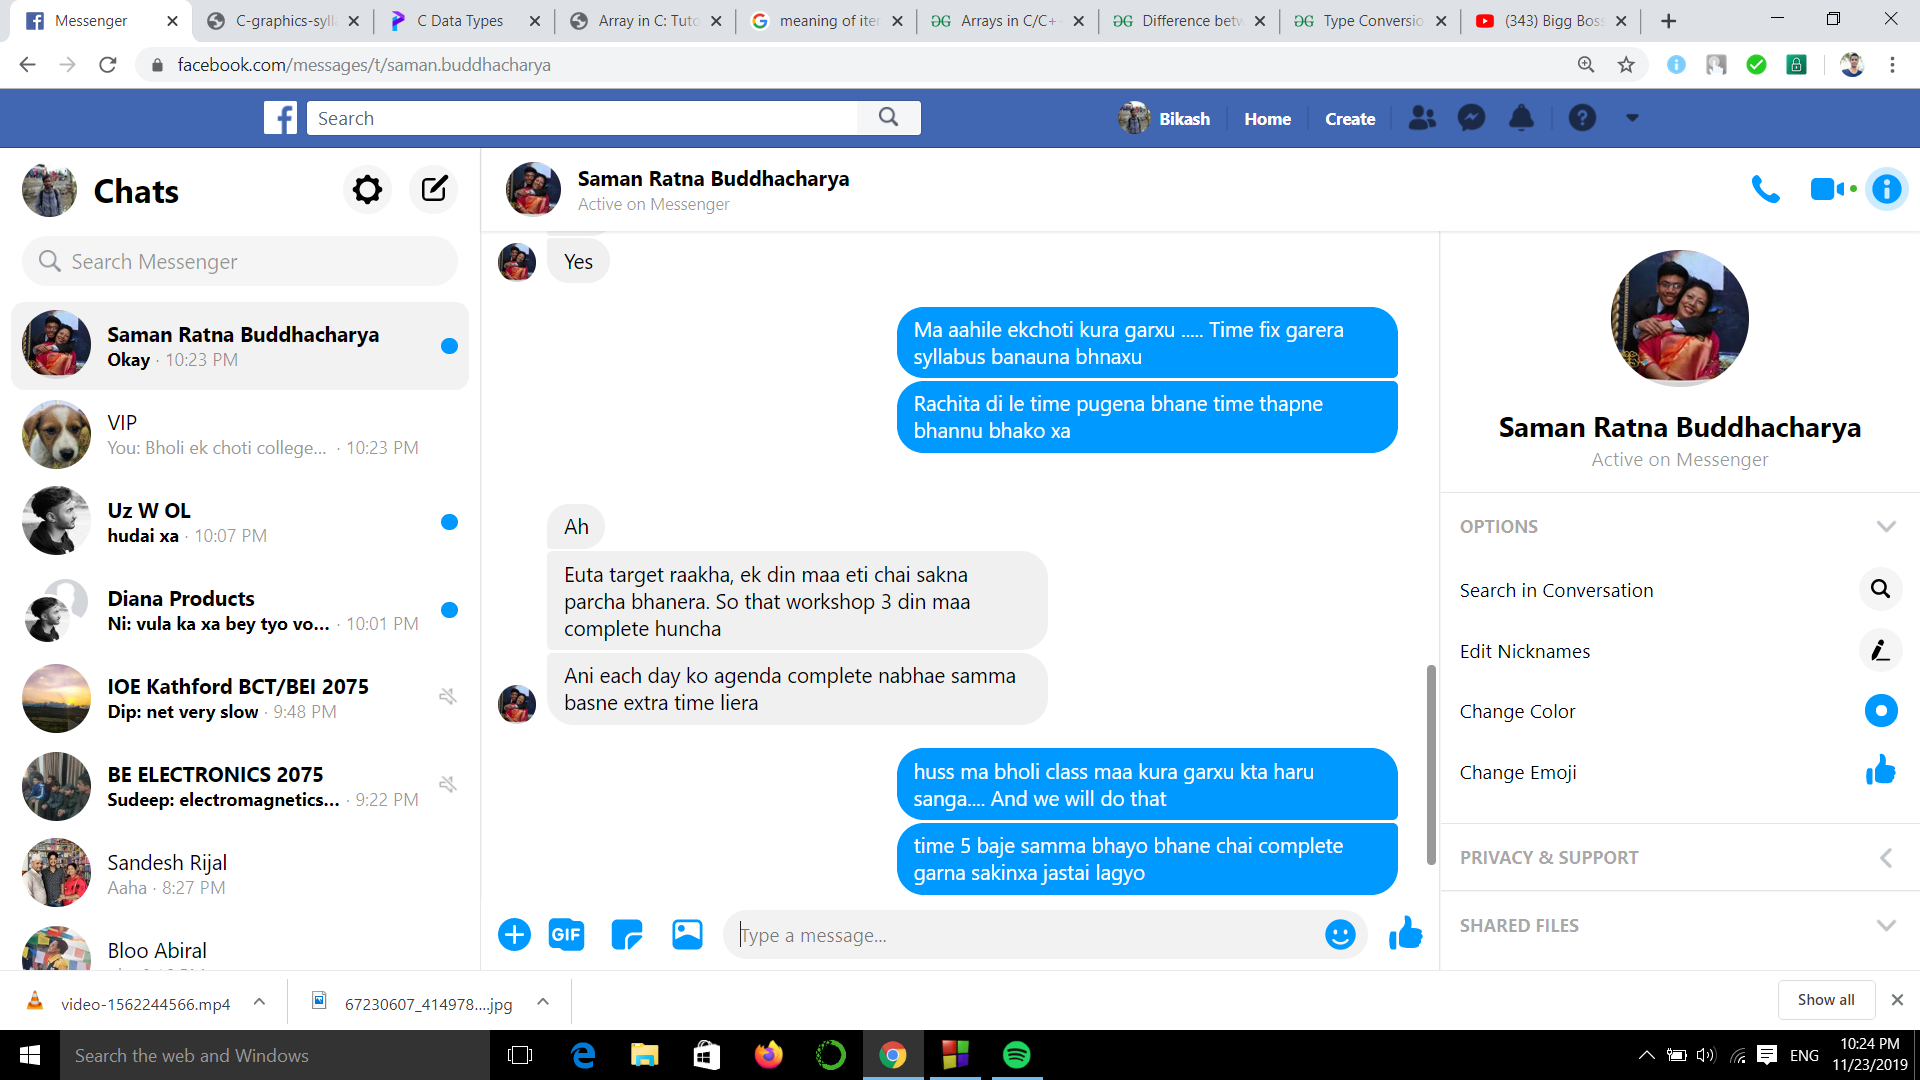 Messenger
C-graphics-syll
C Data Types
Array in C: Tuto
meaning of iter
Arrays in C/C+
Difference betw
Type Conversio
(343) Bigg Bos
facebook.com/messages/t/saman.buddhacharya
Search
Bikash
Home
Create
Chats
Search Messenger
Saman Ratna Buddhacharya
Okay · 10:23 PM
VIP
You: Bholi ek choti college... · 10:23 PM
Uz W OL
hudai xa · 10:07 PM
Diana Products
Ni: vula ka xa bey tyo vo... · 10:01 PM
IOE Kathford BCT/BEI 2075
Dip: net very slow · 9:48 PM
BE ELECTRONICS 2075
Sudeep: electromagnetics... · 9:22 PM
Sandesh Rijal
Aaha · 8:27 PM
Bloo Abiral
Saman Ratna Buddhacharya
Active on Messenger
Yes
Ma aahile ekchoti kura garxu ..... Time fix garera
syllabus banauna bhnaxu
Rachita di le time pugena bhane time thapne
bhannu bhako xa
Ah
Euta target raakha, ek din maa eti chai sakna
parcha bhanera. So that workshop 3 din maa
complete huncha
Ani each day ko agenda complete nabhae samma
basne extra time liera
huss ma bholi class maa kura garxu kta haru
sanga.... And we will do that
time 5 baje samma bhayo bhane chai complete
garna sakinxa jastai lagyo
GIF
Type a message...
Saman Ratna Buddhacharya
Active on Messenger
OPTIONS
Search in Conversation
Edit Nicknames
Change Color
Change Emoji
PRIVACY & SUPPORT
SHARED FILES
video-1562244566.mp4
67230607_414978....jpg
Show all
Search the web and Windows
ENG
10:24 PM
11/23/2019